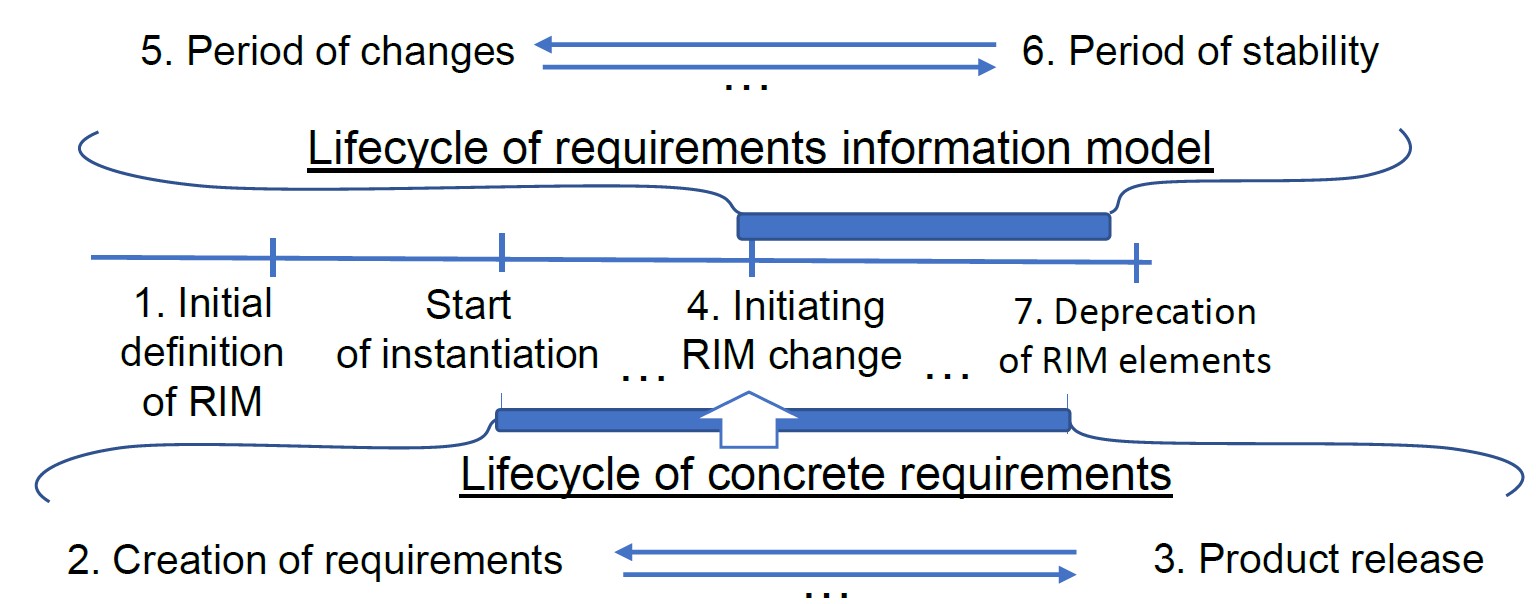 5. Period of changes
6. Period of stability
...
Lifecycle of requirements information model
1. Initial
definition
of RIM
Start
of instantiation
...
4. Initiating
RIM change
...
7. Deprecation
of RIM elements
Lifecycle of concrete requirements
2. Creation of requirements
3. Product release
...